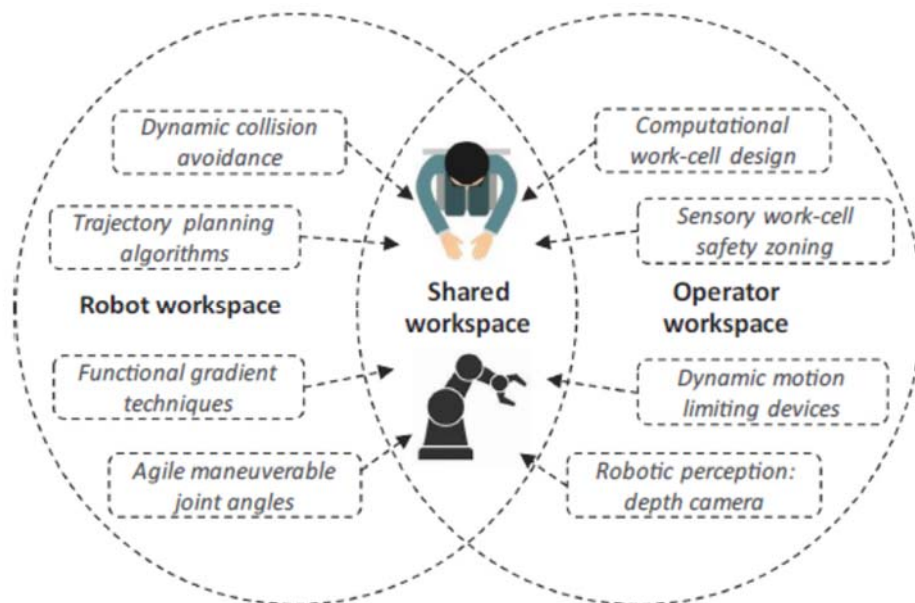 Dynamic collision
avoidance
Trajectory planning
algorithms
Robot workspace
Functional gradient
techniques
Agile maneuverable
joint angles
Shared
workspace
Computational
work-cell design
Sensory work-cell
safety zoning
Operator
workspace
Dynamic motion
limiting devices
Robotic perception:
depth camera